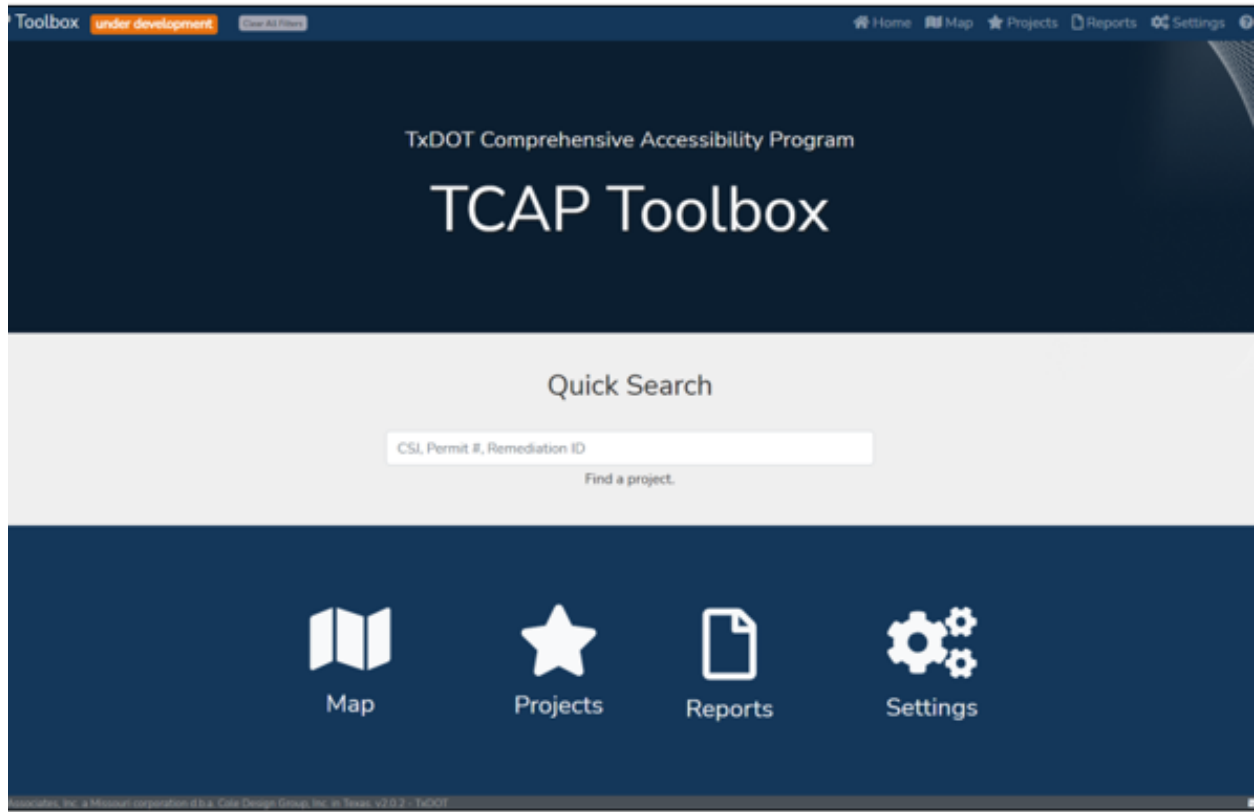 Toolbox under development Clear All Filters
Home Map Projects Reports Settings
TxDOT Comprehensive Accessibility Program
TCAP Toolbox
Quick Search
CSJ, Permit #, Remediation ID
Find a project.
Map Projects Reports Settings
Associates, Inc. a Missouri corporation d.b.a. Cole Design Group, Inc. in Texas. v2.0.2 - TxDOT